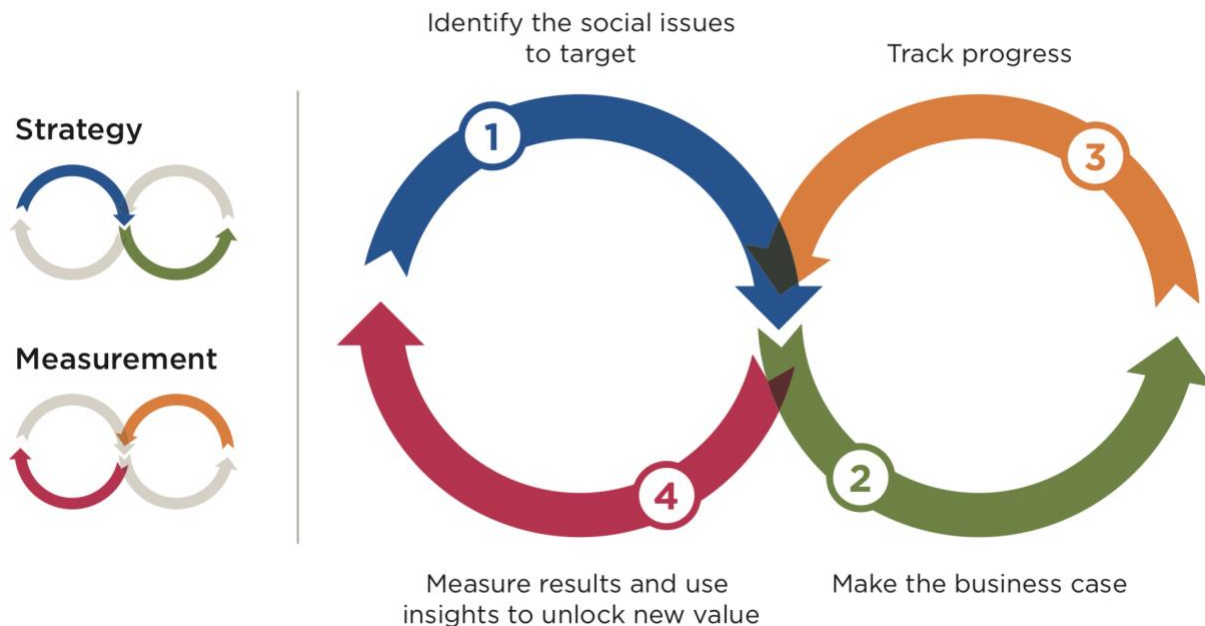 Strategy
Measurement
Identify the social issues
to target
1
Track progress
3
4
2
Measure results and use
insights to unlock new value
Make the business case